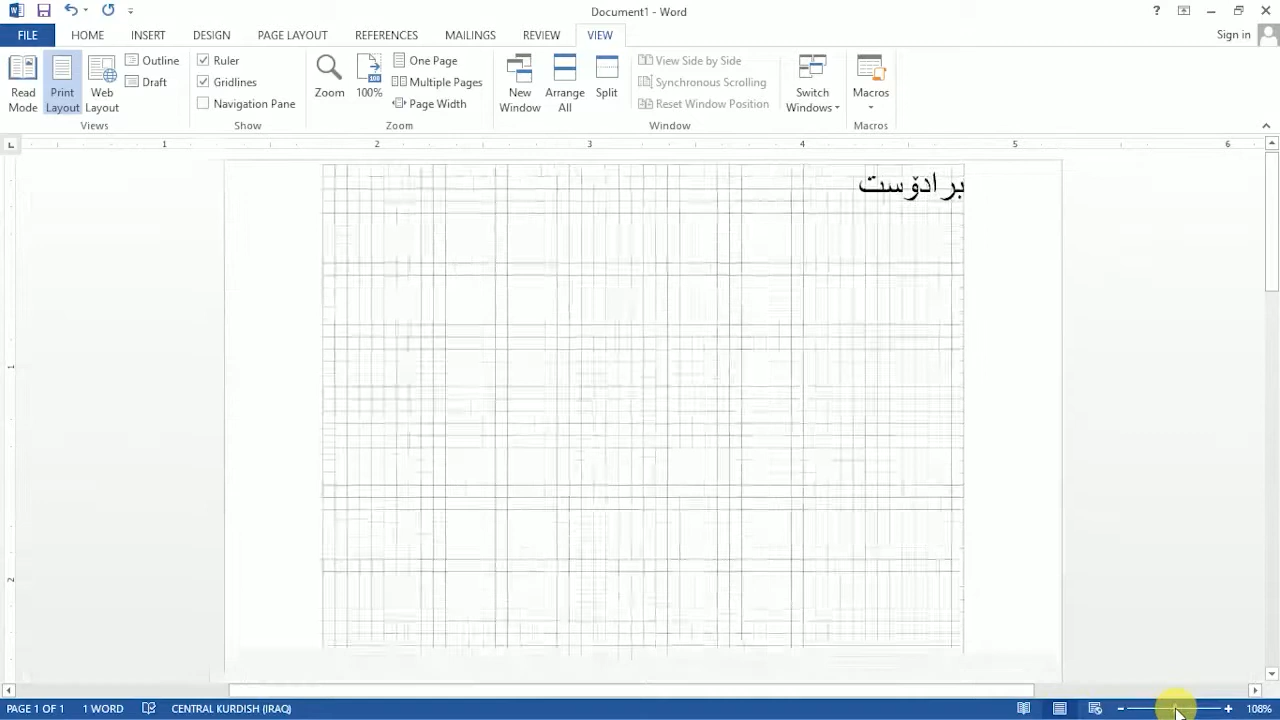 Document1 - Word
? 
FILE HOME INSERT DESIGN PAGE LAYOUT REFERENCES MAILINGS REVIEW VIEW Sign in
Read Mode
Print Layout
Web Layout
Outline
Draft
Views
Ruler
Gridlines
Navigation Pane
Show
Zoom
100%
One Page
Multiple Pages
Page Width
Zoom
New Window
Arrange All
Split
View Side by Side
Synchronous Scrolling
Reset Window Position
Window
Switch Windows
Macros
Macros
1 2 3 4 5 6
برادۆست
1
2
PAGE 1 OF 1 1 WORD CENTRAL KURDISH (IRAQ) 108%